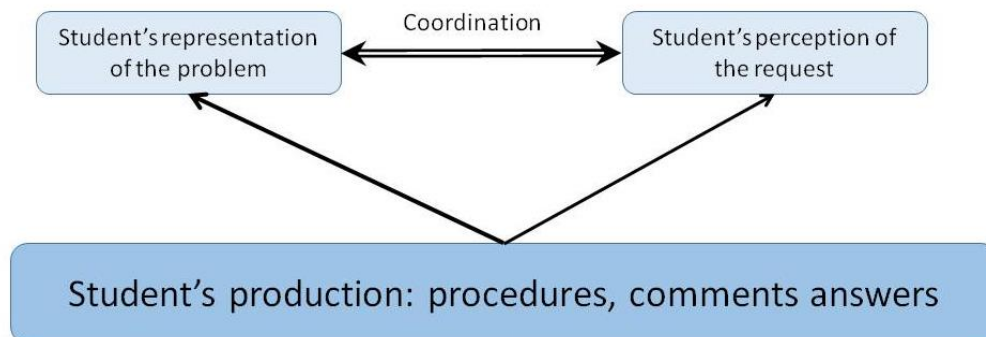 Coordination
Student’s representation
of the problem
Student’s perception of
the request
Student’s production: procedures, comments answers